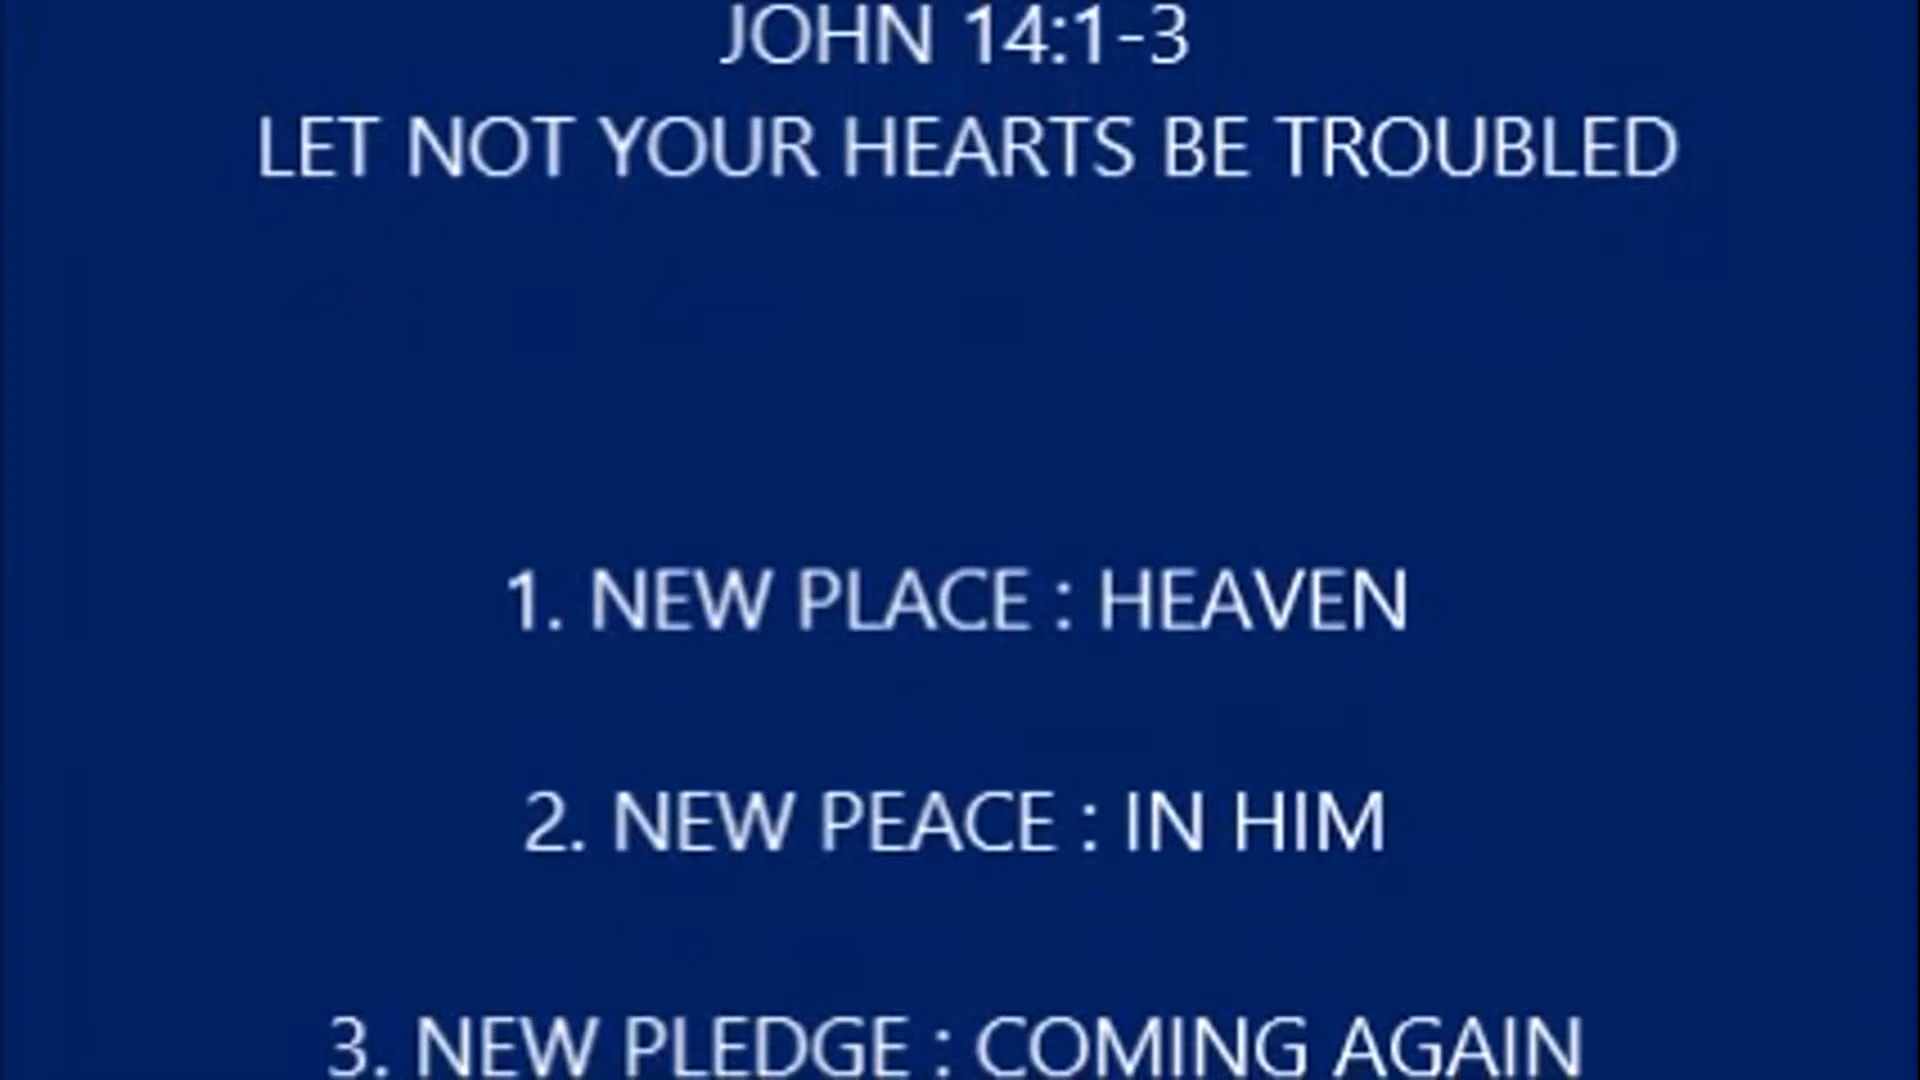 JOHN 14:1-3
LET NOT YOUR HEARTS BE TROUBLED
1. NEW PLACE : HEAVEN
2. NEW PEACE : IN HIM
3. NEW PLEDGE : COMING AGAIN